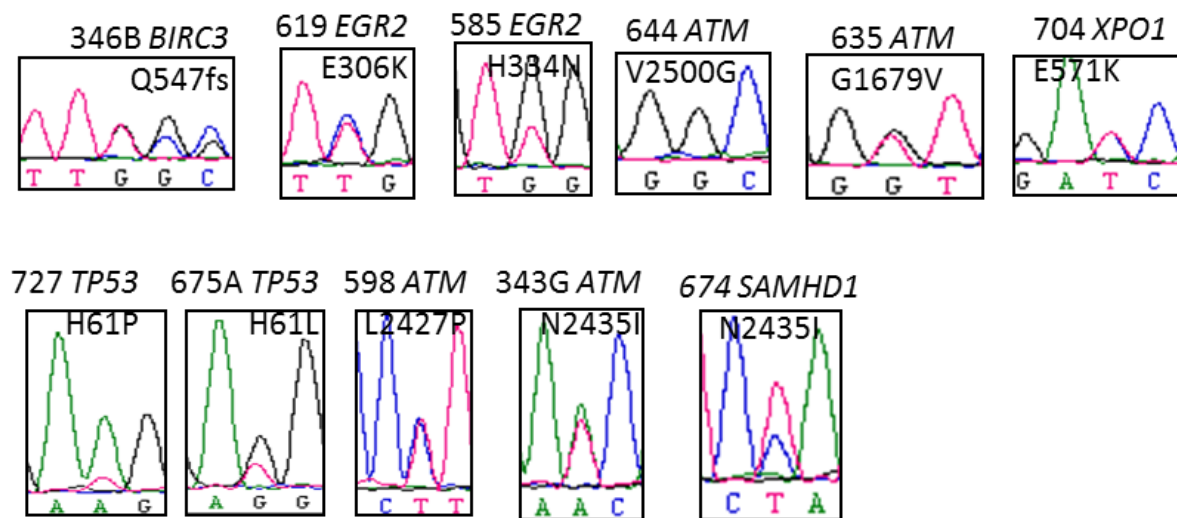 346B BIRC3
Q547fs
T T G G C
619 EGR2
E306K
T T G
585 EGR2
H334N
T G G
644 ATM
V2500G
G G C
635 ATM
G1679V
G G T
704 XPO1
E571K
G A T C
727 TP53
H61P
A A G
675A TP53
H61L
A G G
598 ATM
L2427P
C T T
343G ATM
N2435I
A A C
674 SAMHD1
N2435I
C T A